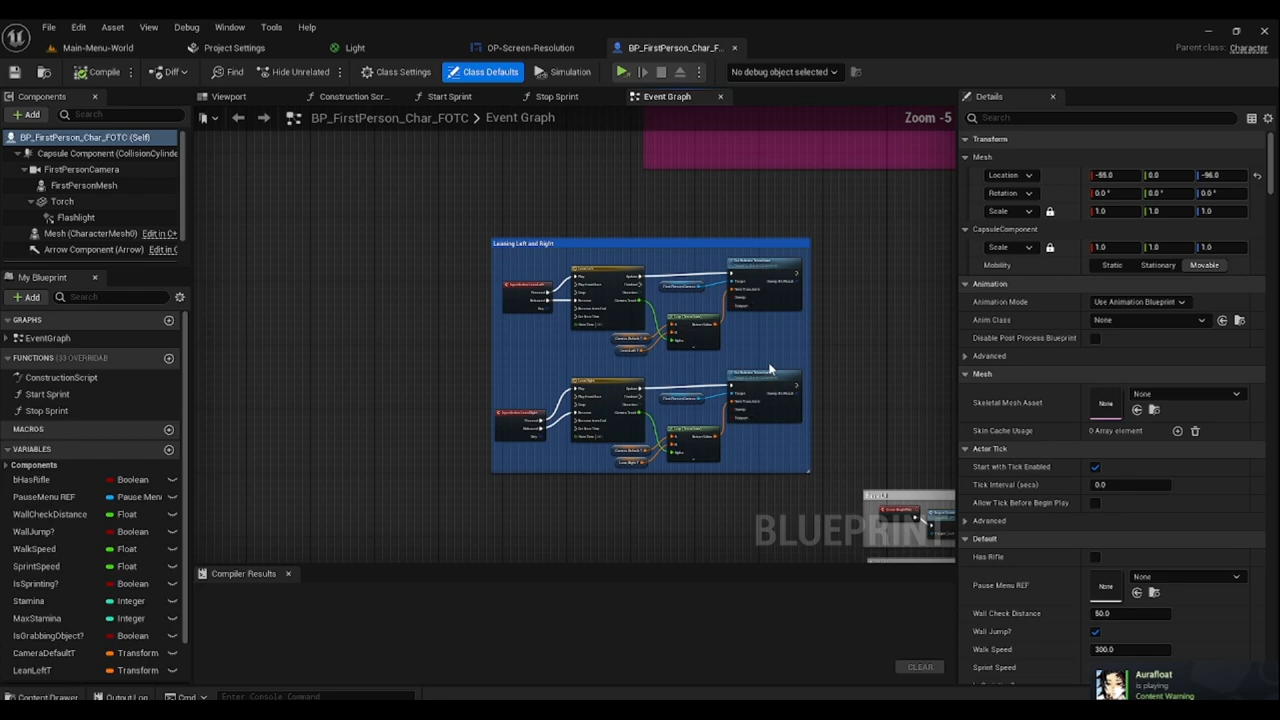 File Edit Asset View Debug Window Tools Help
Main-Menu-World Project Settings Light OP-Screen-Resolution BP_FirstPerson_Char_F... Parent class: Character
Compile Diff Find Hide Unrelated Class Settings Class Defaults Simulation No debug object selected
Components Viewport Construction Scr... Start Sprint Stop Sprint Event Graph Details
Add Search BP_FirstPerson_Char_FOTC > Event Graph Zoom -5 Search
BP_FirstPerson_Char_FOTC (Self)
Capsule Component (CollisionCylinde
FirstPersonCamera
FirstPersonMesh
Torch
Flashlight
Mesh (CharacterMesh0) Edit in C+
Arrow Component (Arrow) Edit in C
My Blueprint
Add Search
GRAPHS
EventGraph
FUNCTIONS (33 OVERRIDAB
ConstructionScript
Start Sprint
Stop Sprint
MACROS
VARIABLES
Components
bHasRifle Boolean
PauseMenu REF Pause Menu
WallCheckDistance Float
WallJump? Boolean
WalkSpeed Float
SprintSpeed Float
IsSprinting? Boolean
Stamina Integer
MaxStamina Integer
IsGrabbingObject? Boolean
CameraDefaultT Transform
LeanLeftT Transform
Leaning Left and Right
BLUEPRINT
Compiler Results
CLEAR
Content Drawer Output Log Cmd Enter Console Command
Transform
Mesh
Location -55.0 0.0 -96.0
Rotation 0.0 ° 0.0 ° 0.0 °
Scale 1.0 1.0 1.0
CapsuleComponent
Scale 1.0 1.0 1.0
Mobility Static Stationary Movable
Animation
Animation Mode Use Animation Blueprint
Anim Class None
Disable Post Process Blueprint
Advanced
Mesh
Skeletal Mesh Asset None None
Skin Cache Usage 0 Array element
Actor Tick
Start with Tick Enabled
Tick Interval (secs) 0.0
Allow Tick Before Begin Play
Advanced
Default
Has Rifle
Pause Menu REF None None
Wall Check Distance 50.0
Wall Jump?
Walk Speed 300.0
Sprint Speed
Aurafloat
is playing
Content Warning